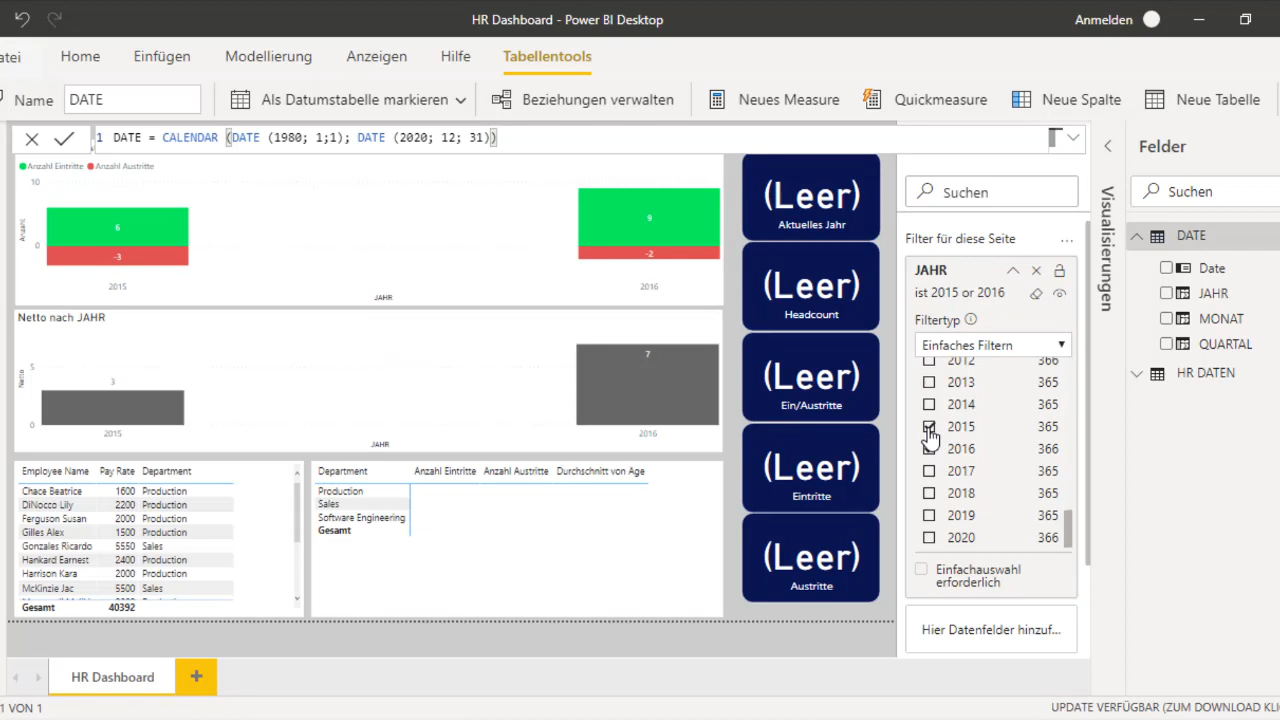 HR Dashboard - Power BI Desktop
Anmelden
atei
Home
Einfügen
Modellierung
Anzeigen
Hilfe
Tabellentools
Name
DATE
Als Datumstabelle markieren
Beziehungen verwalten
Neues Measure
Quickmeasure
Neue Spalte
Neue Tabelle
1 DATE = CALENDAR (DATE (1980; 1;1); DATE (2020; 12; 31))
Anzahl Eintritte Anzahl Austritte
10
0
Anzahl
6
-3
9
-2
2015
2016
JAHR
Netto nach JAHR
5
0
Netto
3
7
2015
2016
JAHR
Employee Name Pay Rate Department
Chace Beatrice 1600 Production
DiNocco Lily 2200 Production
Ferguson Susan 2000 Production
Gilles Alex 1500 Production
Gonzales Ricardo 5550 Sales
Hankard Earnest 2400 Production
Harrison Kara 2000 Production
McKinzie Jac 5500 Sales
Gesamt 40392
Department Anzahl Eintritte Anzahl Austritte Durchschnitt von Age
Production
Sales
Software Engineering
Gesamt
(Leer)
Aktuelles Jahr
(Leer)
Headcount
(Leer)
Ein/Austritte
(Leer)
Eintritte
(Leer)
Austritte
Suchen
Filter für diese Seite
...
JAHR
ist 2015 or 2016
Filtertyp
Einfaches Filtern
2012 366
2013 365
2014 365
2015 365
2016 366
2017 365
2018 365
2019 365
2020 366
Einfachauswahl
erforderlich
Hier Datenfelder hinzuf...
Visualisierungen
Felder
Suchen
DATE
Date
JAHR
MONAT
QUARTAL
HR DATEN
HR Dashboard
+
1 VON 1
UPDATE VERFÜGBAR (ZUM DOWNLOAD KLI